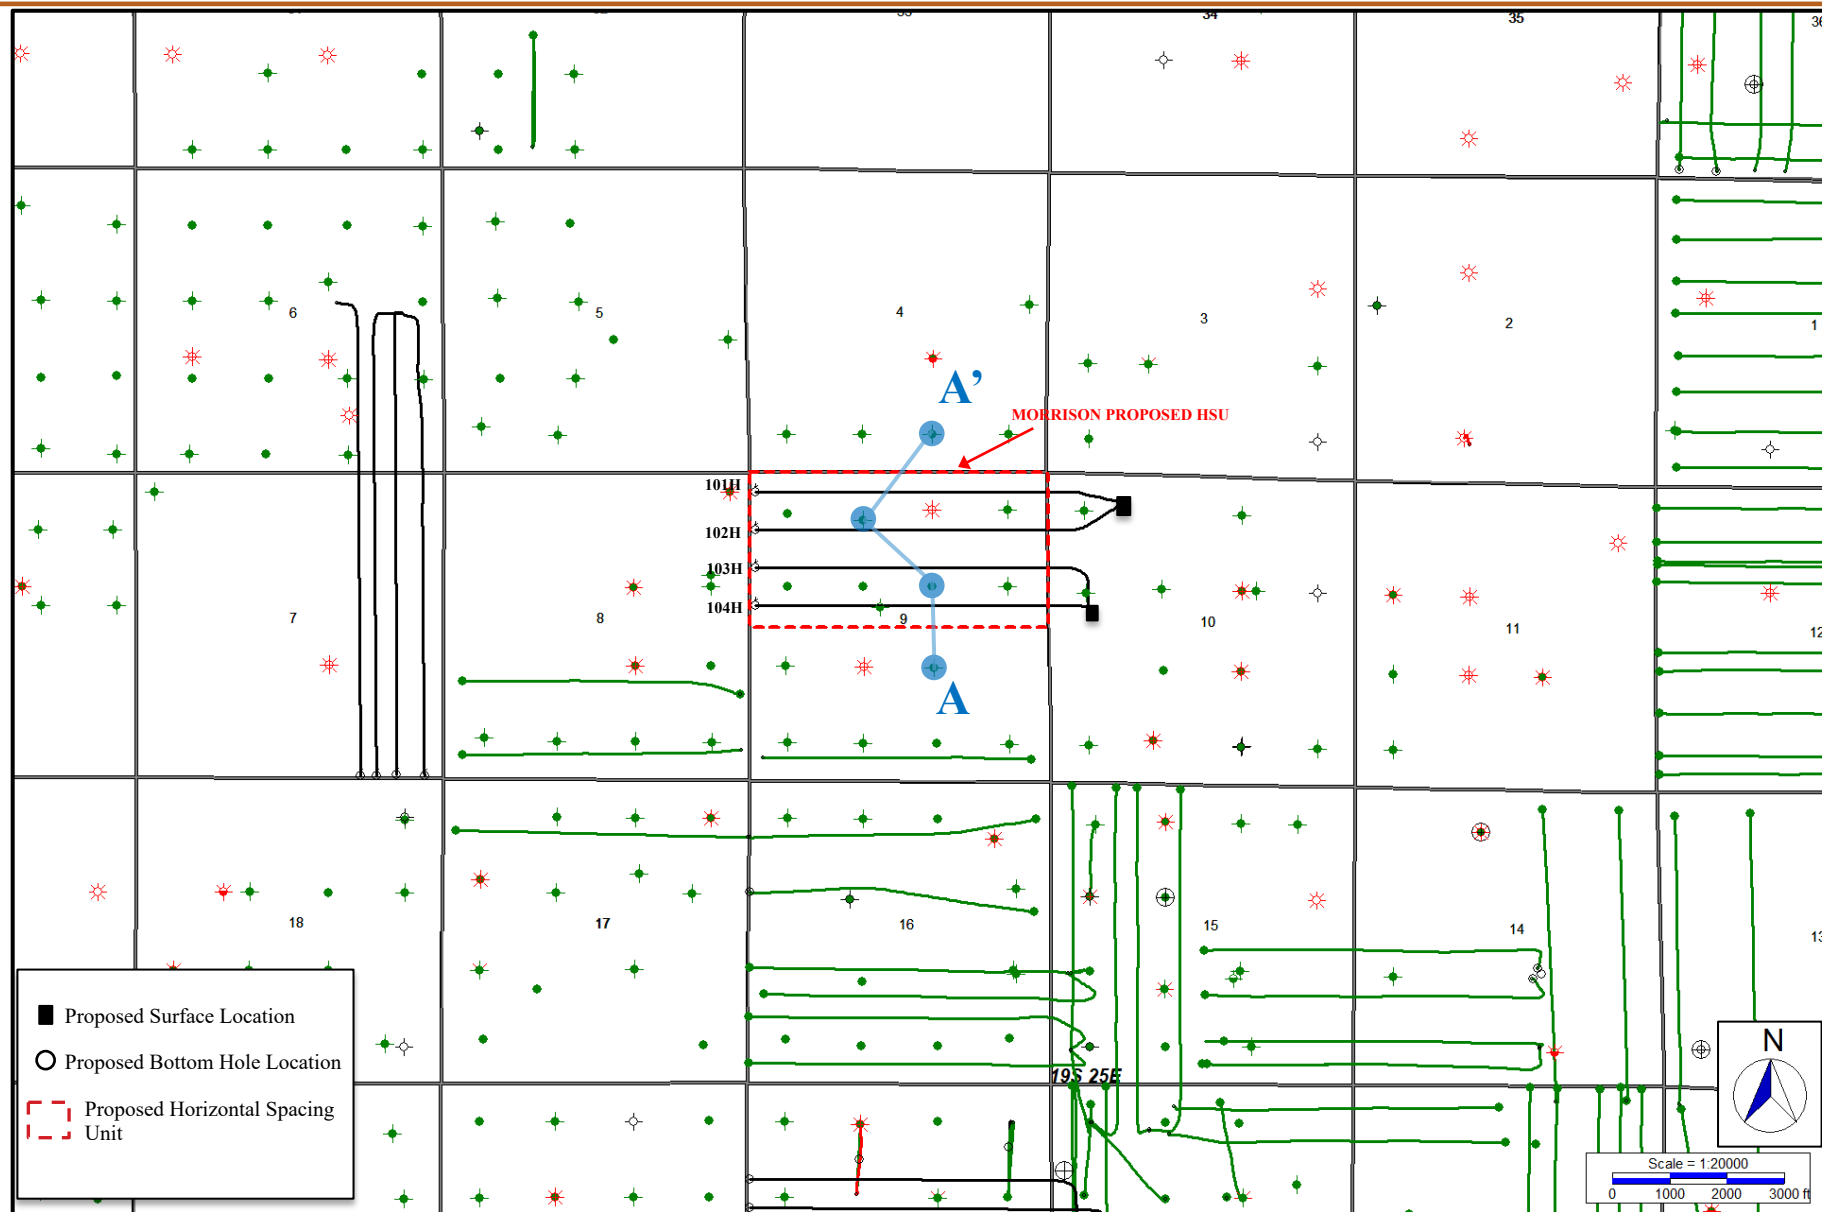 34
35
6
5
4
3
2
1
A’
MORRISON PROPOSED HSU
101H
102H
103H
104H
7
8
9
10
11
12
A
18
17
16
15
14
13
19S 25E
Proposed Surface Location
Proposed Bottom Hole Location
Proposed Horizontal Spacing
Unit
N
Scale = 1:20000
0 1000 2000 3000 ft